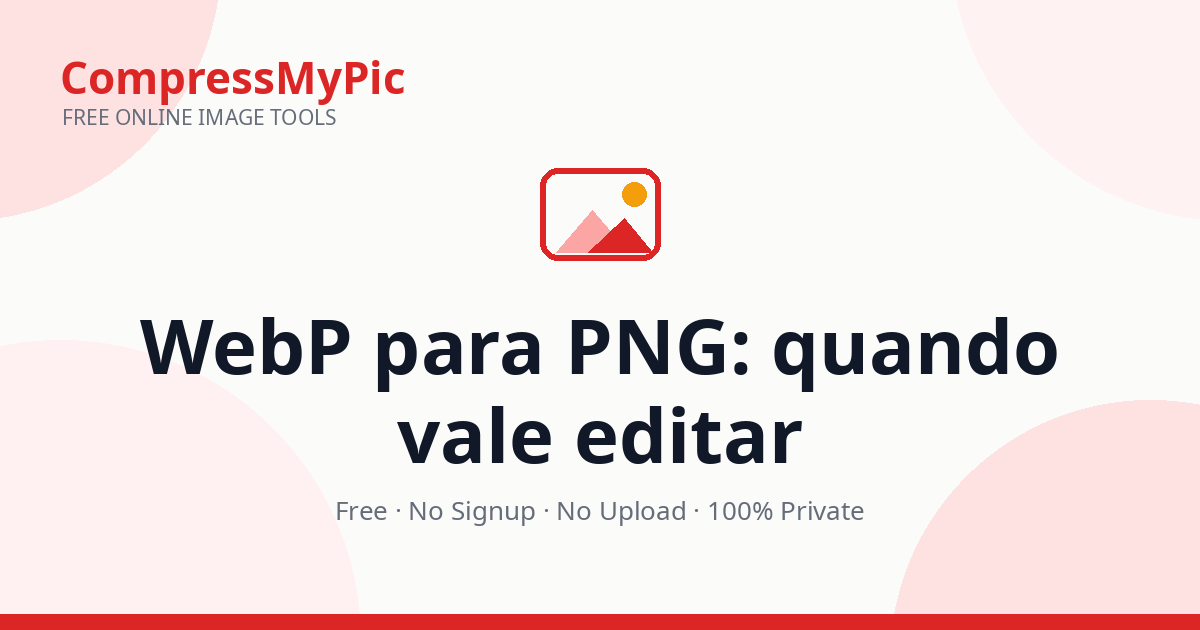 CompressMyPic
FREE ONLINE IMAGE TOOLS
WebP para PNG: quando
vale editar
Free · No Signup · No Upload · 100% Private